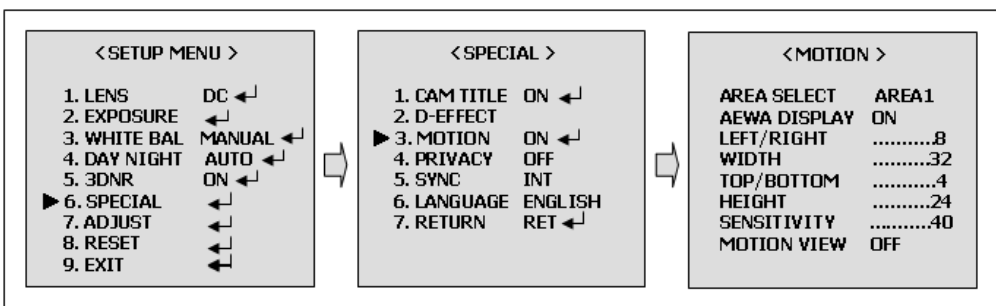 <SETUP MENU >
1. LENS DC ↲
2. EXPOSURE ↲
3. WHITE BAL MANUAL ↲
4. DAY NIGHT AUTO ↲
5. 3DNR ON ↲
▶ 6. SPECIAL ↲
7. ADJUST ↲
8. RESET ↲
9. EXIT ↲
<SPECIAL >
1. CAM TITLE ON ↲
2. D-EFFECT
▶ 3. MOTION ON ↲
4. PRIVACY OFF
5. SYNC INT
6. LANGUAGE ENGLISH
7. RETURN RET ↲
<MOTION >
AREA SELECT AREA1
AEWA DISPLAY ON
LEFT/RIGHT ..........8
WIDTH ..........32
TOP/BOTTOM ..........4
HEIGHT ..........24
SENSITIVITY ...........40
MOTION VIEW OFF